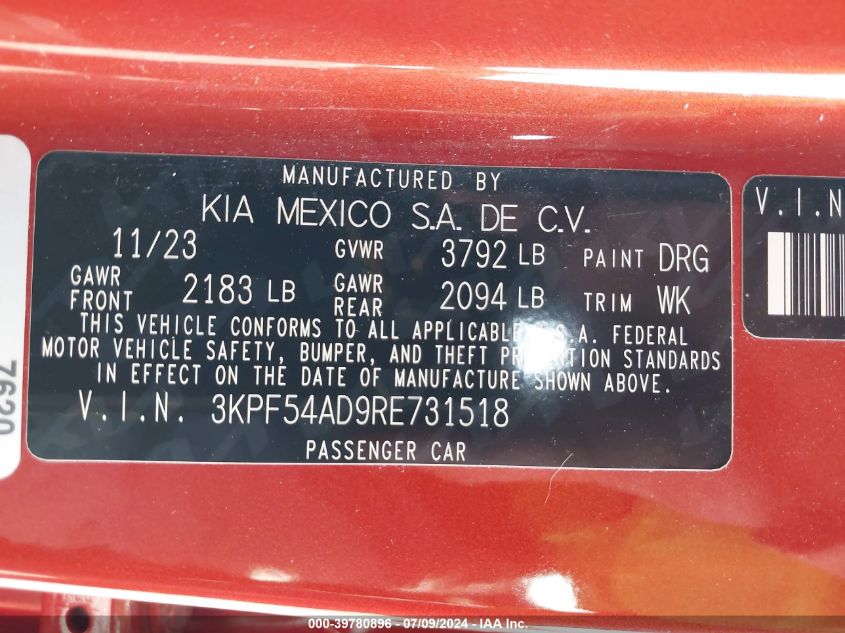 MANUFACTURED BY
KIA MEXICO S.A. DE C.V.
11/23 GVWR 3792 LB PAINT DRG
GAWR FRONT 2183 LB GAWR REAR 2094 LB TRIM WK
THIS VEHICLE CONFORMS TO ALL APPLICABLE S.A. FEDERAL
MOTOR VEHICLE SAFETY, BUMPER, AND THEFT STANDARDS
IN EFFECT ON THE DATE OF MANUFACTURE SHOWN ABOVE.
V.I.N. 3KPF54AD9RE731518
PASSENGER CAR
V.I.N
7620
000-39780896 - 07/09/2024 - IAA Inc.